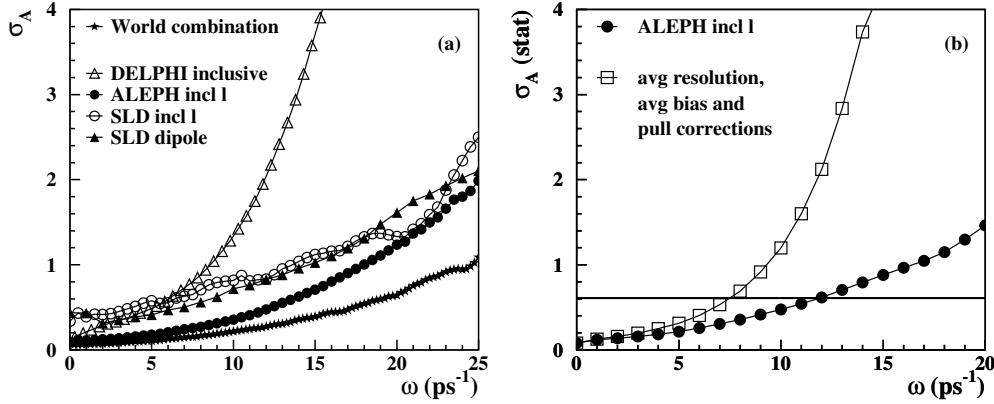 σ_A
4
3
2
1
0
0 5 10 15 20 25
ω (ps⁻¹)
(a)
World combination
DELPHI inclusive
ALEPH incl l
SLD incl l
SLD dipole
σ_A (stat)
4
3
2
1
0
0 5 10 15 20
ω (ps⁻¹)
(b)
ALEPH incl l
avg resolution,
avg bias and
pull corrections